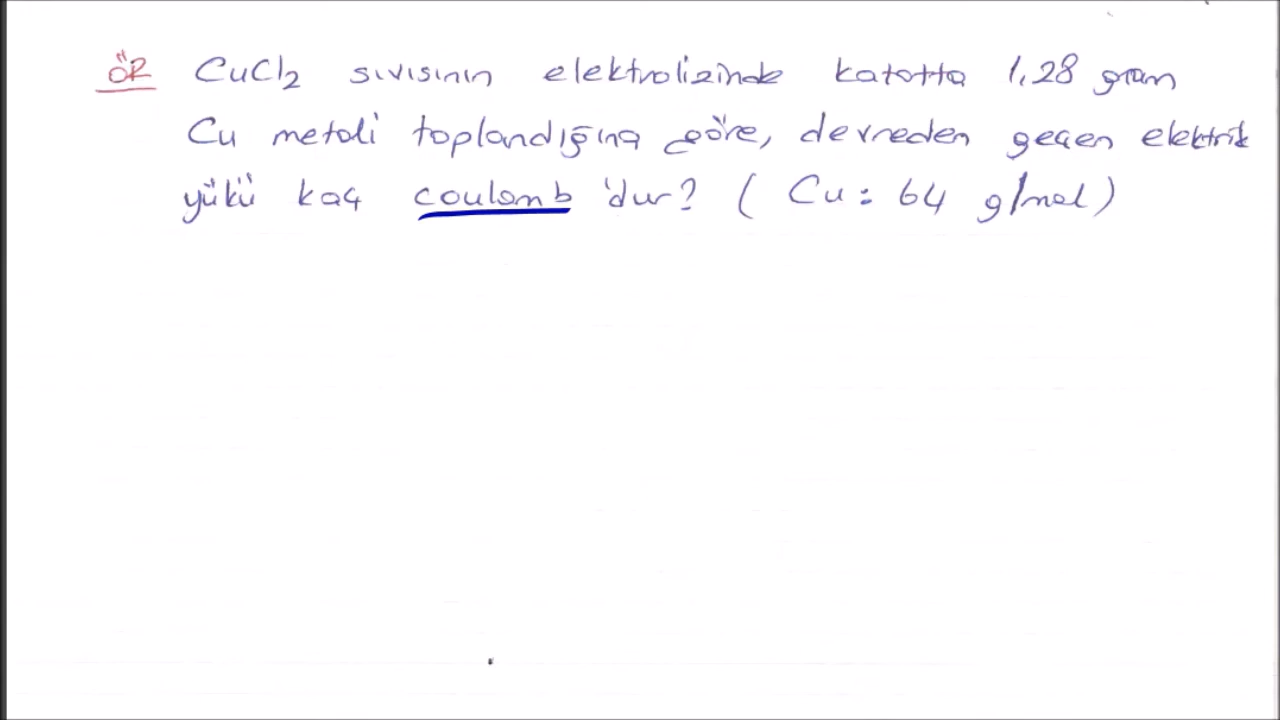 ÖR CuCl2 sıvısının elektrolizinde katotta 1,28 gram
Cu metali toplandığına göre, devreden geçen elektrik
yükü kaç coulomb 'dur? ( Cu: 64 g/mol )